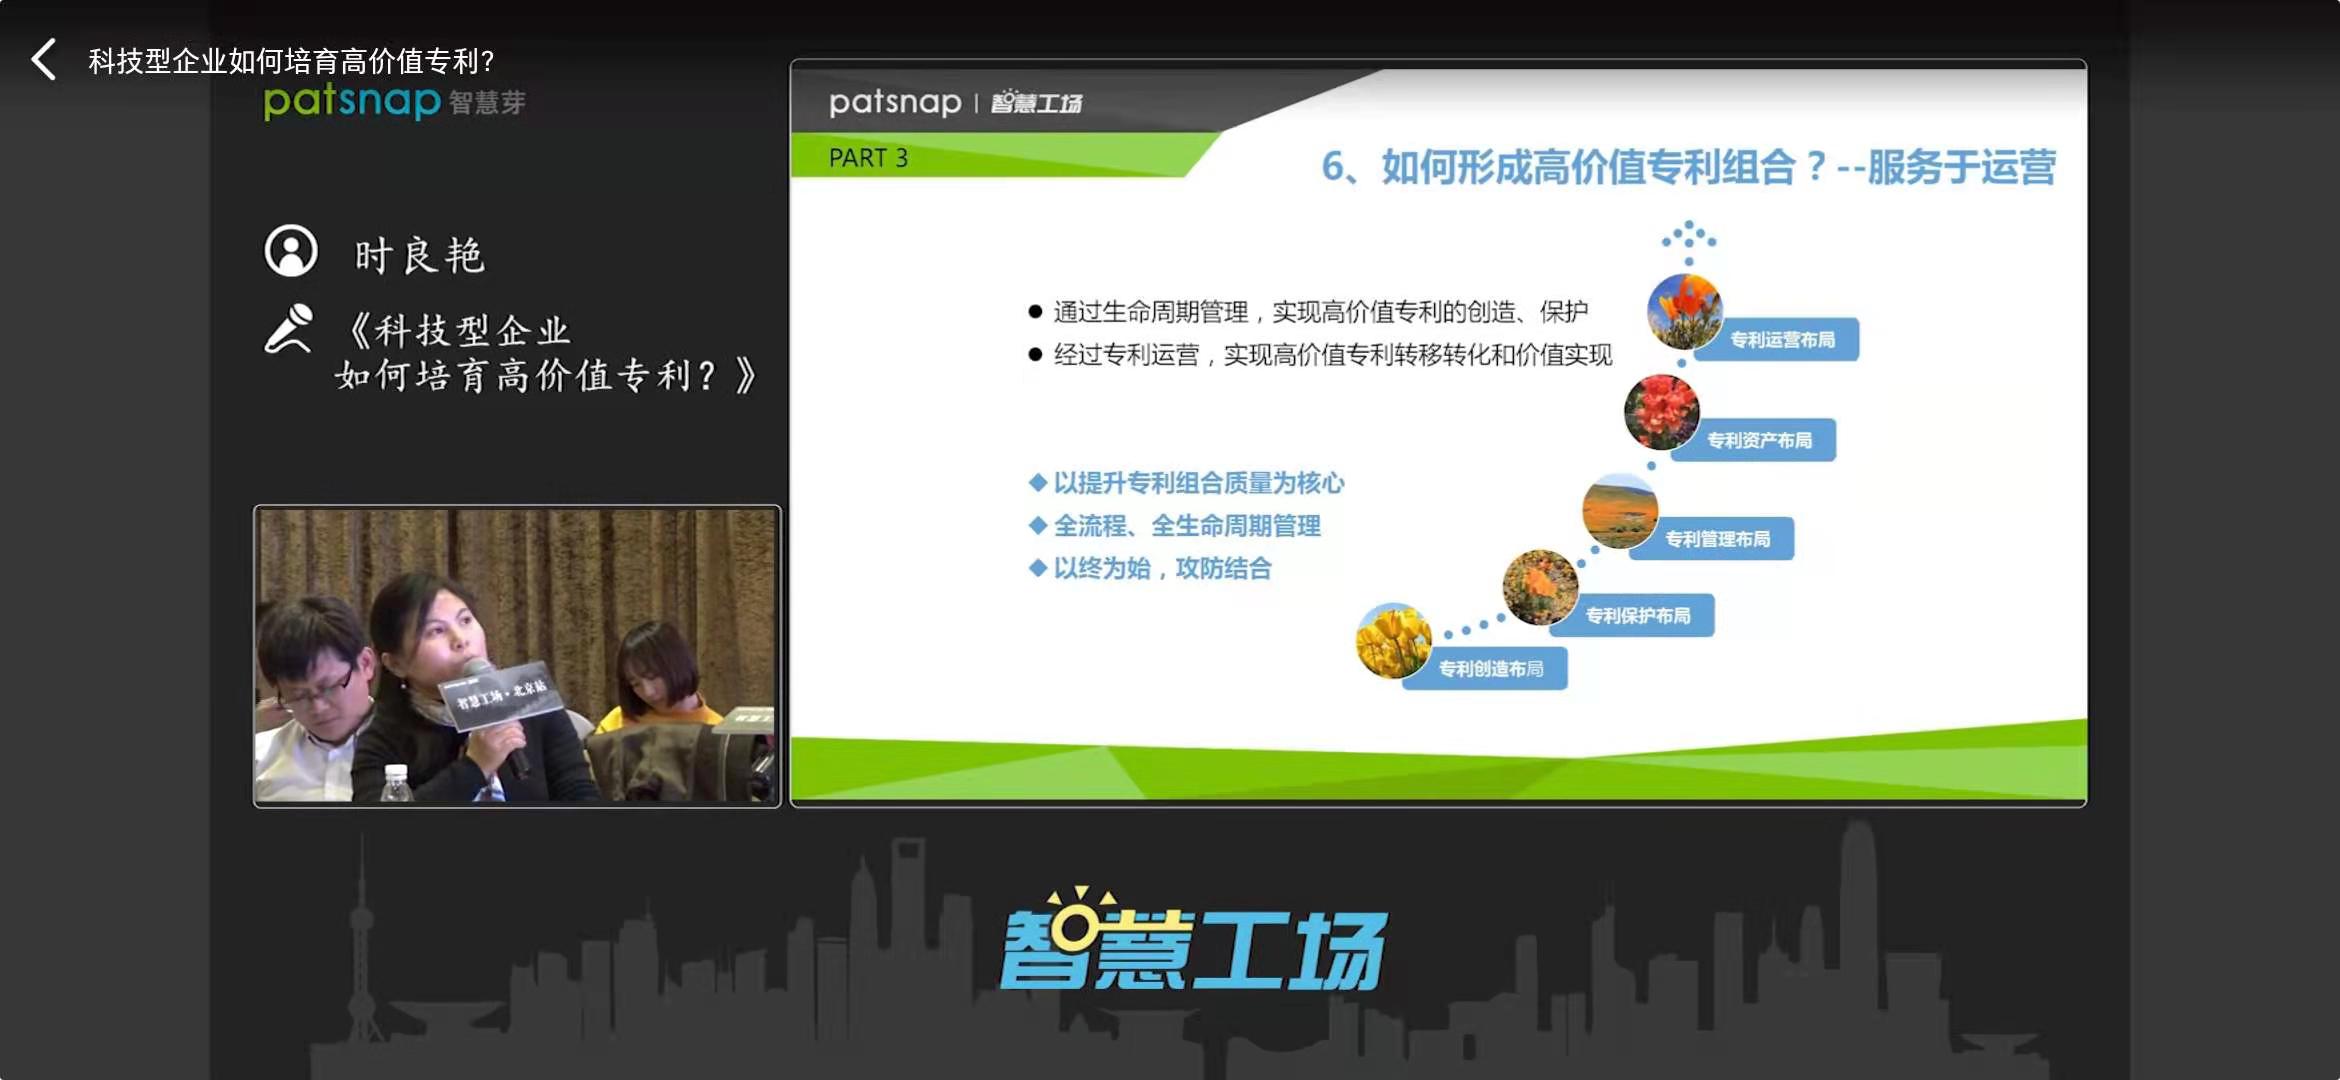 科技型企业如何培育高价值专利?
patsnap 智慧芽
时良艳
《科技型企业
如何培育高价值专利？》
智慧工场·北京站
patsnap | 智慧工场
PART 3
6、如何形成高价值专利组合？--服务于运营
● 通过生命周期管理，实现高价值专利的创造、保护
● 经过专利运营，实现高价值专利转移转化和价值实现
◆ 以提升专利组合质量为核心
◆ 全流程、全生命周期管理
◆ 以终为始，攻防结合
专利运营布局
专利资产布局
专利管理布局
专利保护布局
专利创造布局
智慧工场